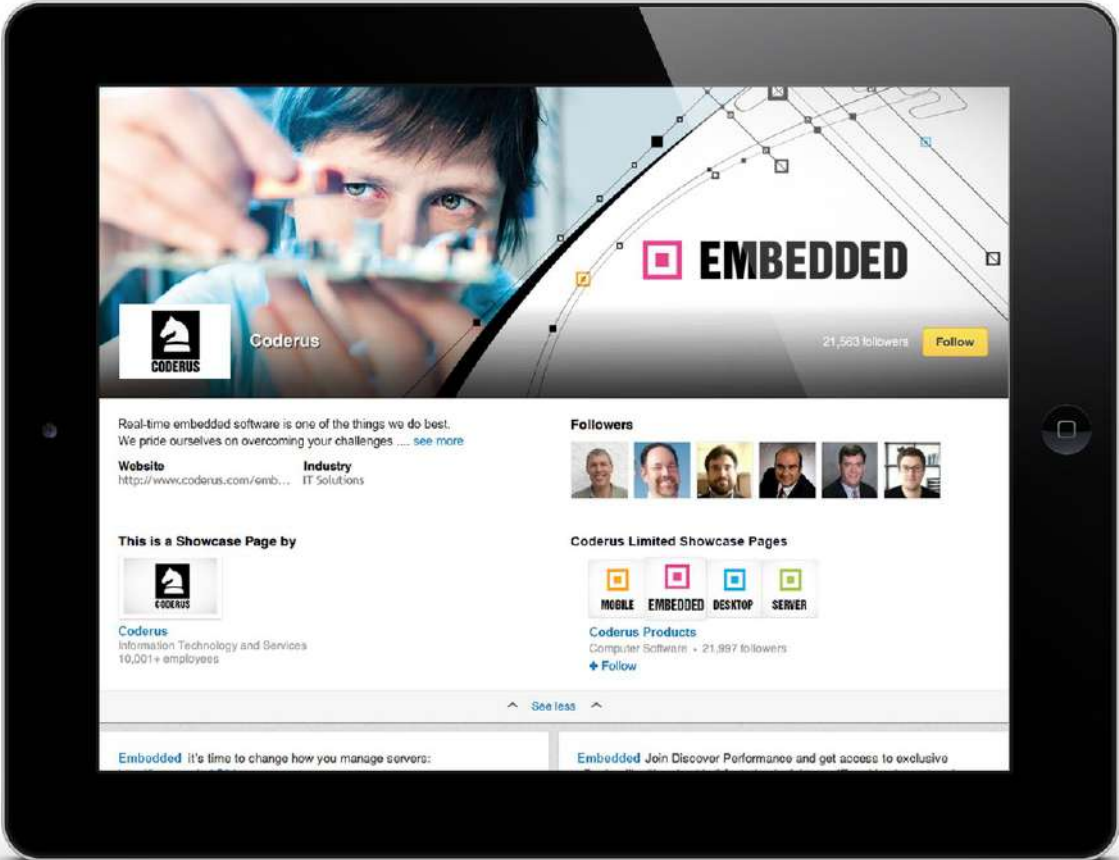 EMBEDDED
CODERUS
Coderus
21,563 followers
Follow
Real-time embedded software is one of the things we do best.
We pride ourselves on overcoming your challenges .... see more
Website
http://www.coderus.com/emb...
Industry
IT Solutions
Followers
This is a Showcase Page by
CODERUS
Coderus
Information Technology and Services
10,001+ employees
Coderus Limited Showcase Pages
MOBILE EMBEDDED DESKTOP SERVER
Coderus Products
Computer Software • 21,997 followers
+ Follow
See less
Embedded it's time to change how you manage servers:
Embedded Join Discover Performance and get access to exclusive